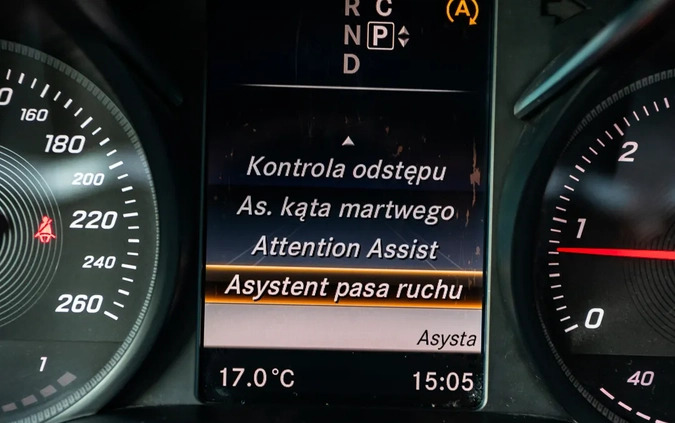 R C
N P
D
A
160
180
200
220
240
260
1
Kontrola odstępu
As. kąta martwego
Attention Assist
Asystent pasa ruchu
Asysta
17.0°C
15:05
2
1
0
40